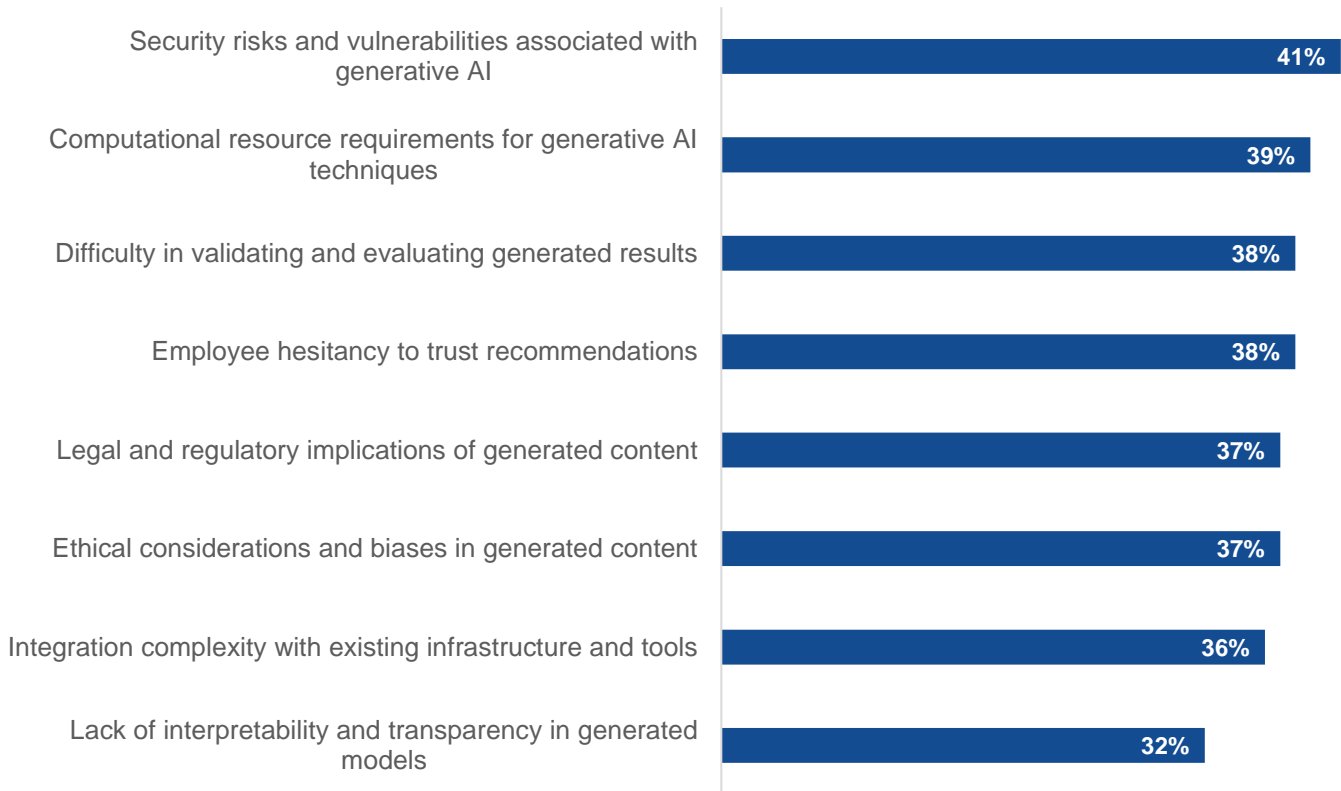 Security risks and vulnerabilities associated with
generative AI
41%
Computational resource requirements for generative AI
techniques
39%
Difficulty in validating and evaluating generated results
38%
Employee hesitancy to trust recommendations
38%
Legal and regulatory implications of generated content
37%
Ethical considerations and biases in generated content
37%
Integration complexity with existing infrastructure and tools
36%
Lack of interpretability and transparency in generated
models
32%